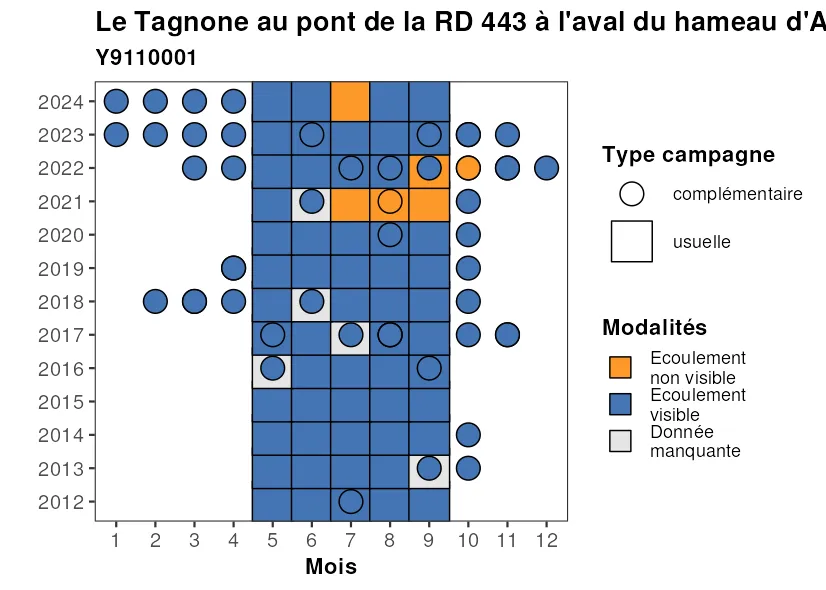 Le Tagnone au pont de la RD 443 à l'aval du hameau d'A
Y9110001
2024
2023
2022
2021
2020
2019
2018
2017
2016
2015
2014
2013
2012
1 2 3 4 5 6 7 8 9 10 11 12
Mois
Type campagne
complémentaire
usuelle
Modalités
Ecoulement
non visible
Ecoulement
visible
Donnée
manquante